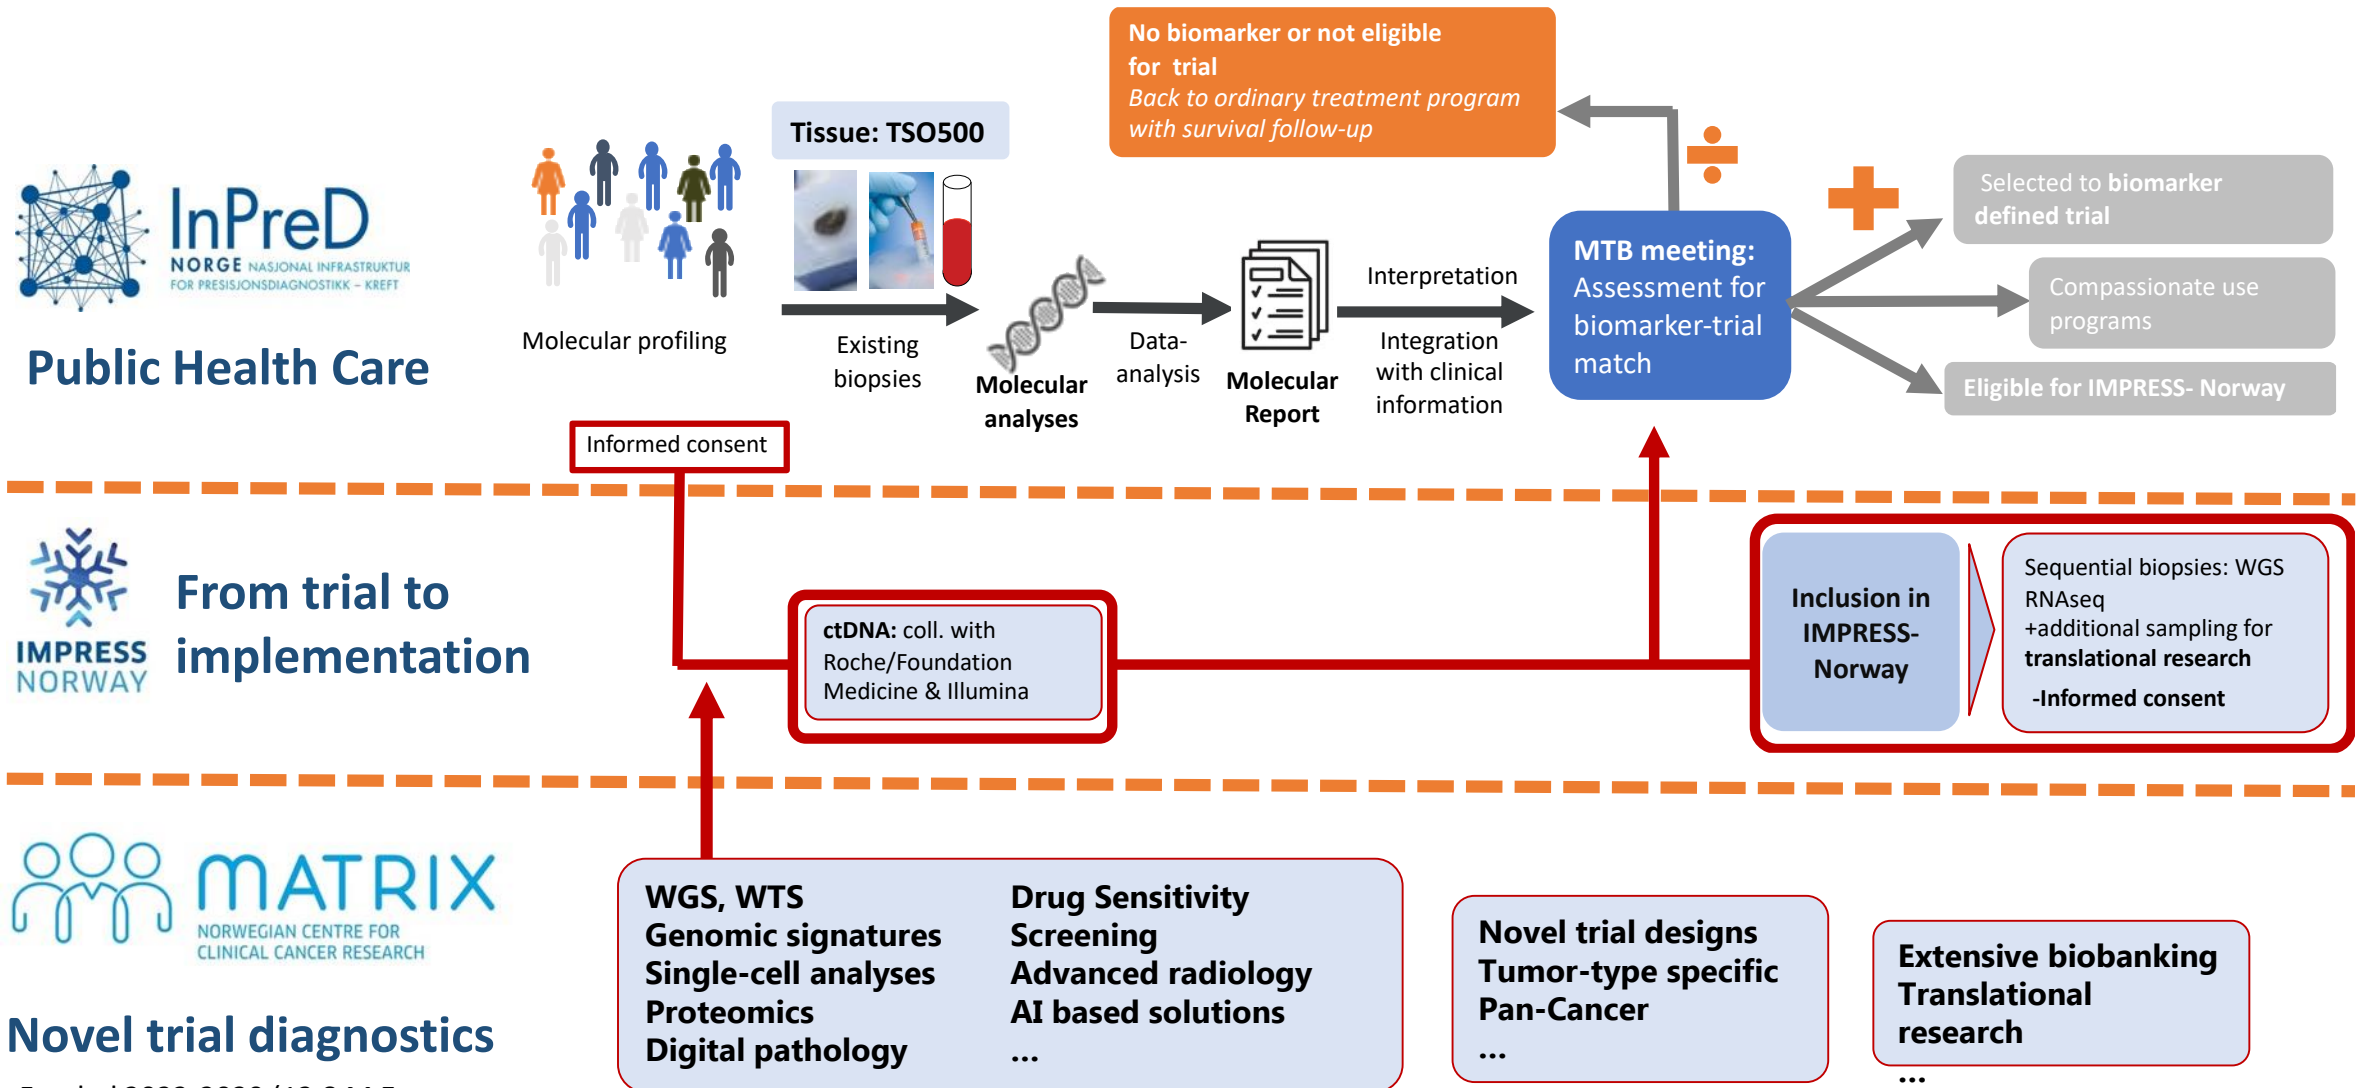 No biomarker or not eligible
for trial
Back to ordinary treatment program
with survival follow-up
Tissue: TSO500
InPreD
NORGE NASJONAL INFRASTRUKTUR
FOR PRESISJONSDIAGNOSTIKK – KREFT
Public Health Care
Molecular profiling
Existing
biopsies
Molecular
analyses
Data-
analysis
Molecular
Report
Interpretation
Integration
with clinical
information
MTB meeting:
Assessment for
biomarker-trial
match
Selected to biomarker
defined trial
Compassionate use
programs
Eligible for IMPRESS- Norway
Informed consent
IMPRESS
NORWAY
From trial to
implementation
ctDNA: coll. with
Roche/Foundation
Medicine & Illumina
Inclusion in
IMPRESS-
Norway
Sequential biopsies: WGS
RNAseq
+additional sampling for
translational research
-Informed consent
MATRIX
NORWEGIAN CENTRE FOR
CLINICAL CANCER RESEARCH
Novel trial diagnostics
WGS, WTS
Genomic signatures
Single-cell analyses
Proteomics
Digital pathology
Drug Sensitivity
Screening
Advanced radiology
AI based solutions
...
Novel trial designs
Tumor-type specific
Pan-Cancer
...
Extensive biobanking
Translational
research
...